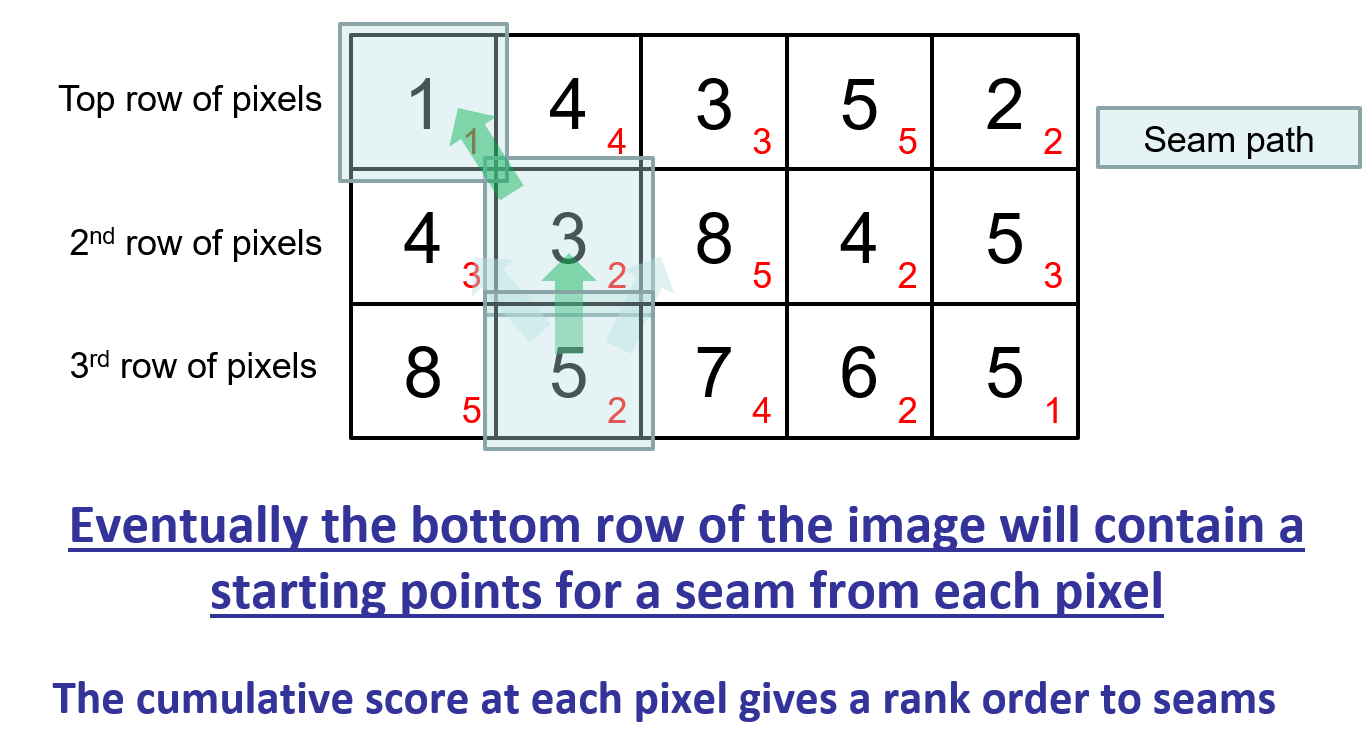 Top row of pixels 1 1 4 4 3 3 5 5 2 2
Seam path
2nd row of pixels 4 3 3 2 8 5 4 2 5 3
3rd row of pixels 8 5 5 2 7 4 6 2 5 1
Eventually the bottom row of the image will contain a
starting points for a seam from each pixel
The cumulative score at each pixel gives a rank order to seams